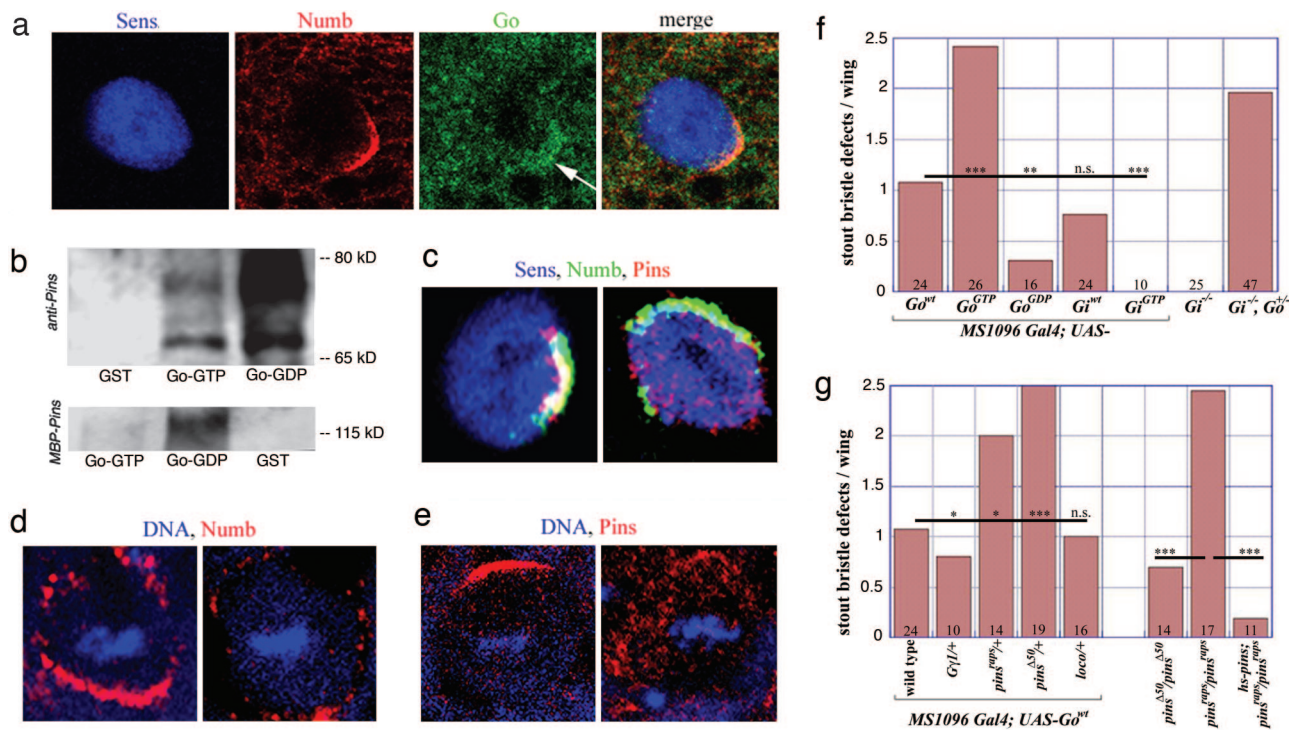 a
Sens
Numb
Go
merge
b
anti-Pins
-- 80 kD
-- 65 kD
GST Go-GTP Go-GDP
MBP-Pins
-- 115 kD
Go-GTP Go-GDP GST
c
Sens, Numb, Pins
d
DNA, Numb
e
DNA, Pins
f
stout bristle defects / wing
2.5
2
1.5
1
0.5
0
*** ** n.s. ***
24 26 16 24 10 25 47
Go^wt Go^GTP Go^GDP Gi^wt Gi^GTP Gi^-/- Gi^-/-, Go^+/-
MS1096 Gal4; UAS-
g
stout bristle defects / wing
2.5
2
1.5
1
0.5
0
* * *** n.s.
*** ***
24 10 14 19 16 14 17 11
wild type
Gγ1/+
pins^raps/+
pins^Δ50/+
loco/+
pins^Δ50/pins^Δ50
pins^raps/pins^raps
hs-pins;
pins^raps/pins^raps
MS1096 Gal4; UAS-Go^wt